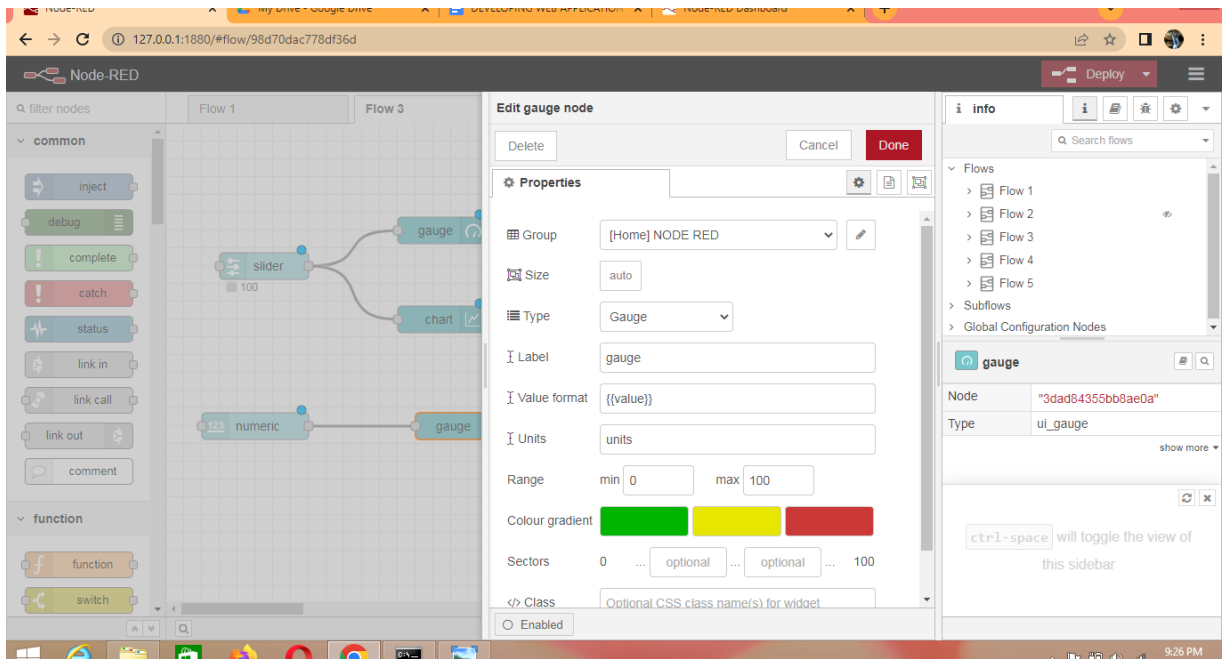 Node-RED
My Drive - Google Drive
DEVELOPING WEB APPLICATION
Node-RED Dashboard
127.0.0.1:1880/#flow/98d70dac778df36d
Node-RED
Deploy
filter nodes
common
inject
debug
complete
catch
status
link in
link call
link out
comment
function
function
switch
Flow 1
Flow 3
slider
100
gauge
chart
123 numeric
gauge
Edit gauge node
Delete
Cancel
Done
Properties
Group
[Home] NODE RED
Size
auto
Type
Gauge
Label
gauge
Value format
{{value}}
Units
units
Range
min 0
max 100
Colour gradient
Sectors
0 ... optional ... optional ... 100
</> Class
Optional CSS class name(s) for widget
Enabled
i info
i
Search flows
Flows
Flow 1
Flow 2
Flow 3
Flow 4
Flow 5
Subflows
Global Configuration Nodes
gauge
Node
"3dad84355bb8ae0a"
Type
ui_gauge
show more
ctrl-space will toggle the view of
this sidebar
9:26 PM